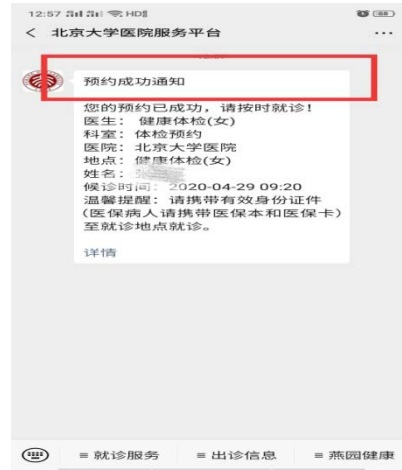 12:57
HD
88
北京大学医院服务平台
预约成功通知
您的预约已成功，请按时就诊！
医生： 健康体检(女)
科室：体检预约
医院：北京大学医院
地点：健康体检(女)
姓名：
候诊时间：2020-04-29 09:20
温馨提醒：请携带有效身份证件
(医保病人请携带医保本和医保卡)
至就诊地点就诊。
详情
就诊服务
出诊信息
燕园健康